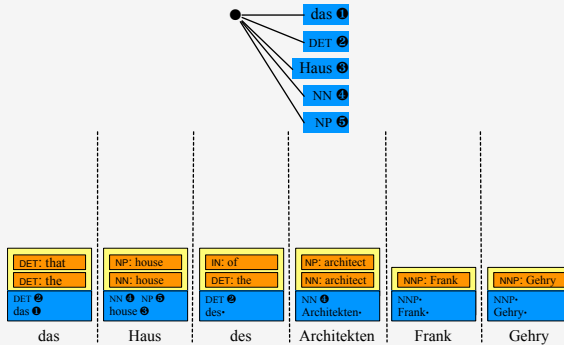 das ❶
DET ❷
Haus ❸
NN ❹
NP ❺
DET: that
DET: the
DET ❷
das ❶
das
NP: house
NN: house
NN ❹ NP ❺
house ❸
Haus
IN: of
DET: the
DET ❷
des•
des
NP: architect
NN: architect
NN ❹
Architekten•
Architekten
NNP: Frank
NNP•
Frank•
Frank
NNP: Gehry
NNP•
Gehry•
Gehry